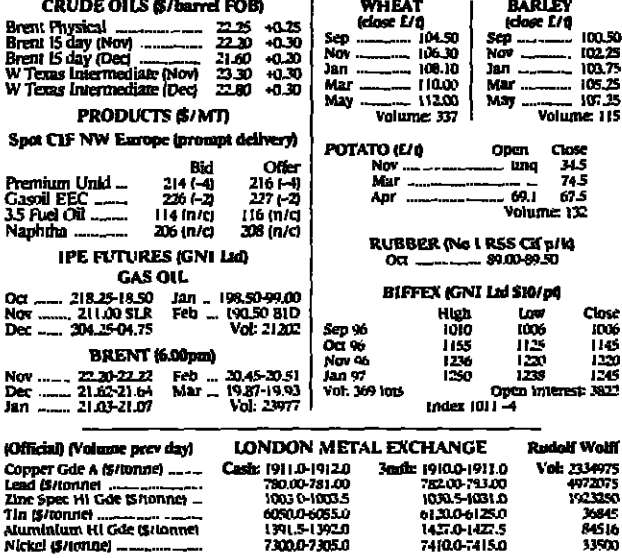 CRUDE OILS ($/barrel FOB)
Brent Physical 22.25 +0.25
Brent 15 day (Nov) 22.20 +0.30
Brent 15 day (Dec) 21.60 +0.20
W Texas Intermediate (Nov) 23.30 +0.30
W Texas Intermediate (Dec) 22.80 +0.30
PRODUCTS ($/MT)
Spot CIF NW Europe (prompt delivery)
Bid Offer
Premium Unld 214 (-4) 216 (-4)
Gasoil EEC 226 (-2) 227 (-2)
3.5 Fuel Oil 114 (n/c) 116 (n/c)
Naphtha 206 (n/c) 208 (n/c)
IPE FUTURES (GNI Ltd)
GAS OIL
Oct 218.25-18.50 Jan 198.50-99.00
Nov 211.00 SLR Feb 190.50 BID
Dec 204.25-04.75 Vol: 21202
BRENT (6.00pm)
Nov 22.20-22.22 Feb 20.45-20.51
Dec 21.62-21.64 Mar 19.87-19.93
Jan 21.03-21.07 Vol: 23977
WHEAT
(close £/t)
Sep 104.50
Nov 106.30
Jan 108.10
Mar 110.00
May 112.00
Volume: 337
BARLEY
(close £/t)
Sep 100.50
Nov 102.25
Jan 103.75
Mar 105.25
May 107.25
Volume: 115
POTATO (£/t) Open Close
Nov unq 34.5
Mar 74.5
Apr 69.1 67.5
Volume: 132
RUBBER (No 1 RSS Cif p/k)
Oct 89.00-89.50
BIFFEX (GNI Ltd $10/pt)
High Low Close
Sep 96 1010 1006 1006
Oct 96 1155 1125 1145
Nov 96 1236 1220 1220
Jan 97 1250 1238 1245
Vol: 369 lots Open interest: 3822
Index 1011 -4
(Official) (Volume prev day) LONDON METAL EXCHANGE Rudolf Wolff
Copper Gde A ($/tonne) Cash: 1911.0-1912.0 3mth: 1910.0-1911.0 Vol: 2334975
Lead ($/tonne) 780.00-781.00 782.00-793.00 4972075
Zinc Spec Hi Gde ($/tonne) 1003.0-1003.5 1030.5-1031.0 1923250
Tin ($/tonne) 6050.0-6055.0 6120.0-6125.0 36845
Aluminium Hi Gde ($/tonne) 1391.5-1392.0 1427.0-1427.5 84516
Nickel ($/tonne) 7300.0-7305.0 7410.0-7415.0 33500